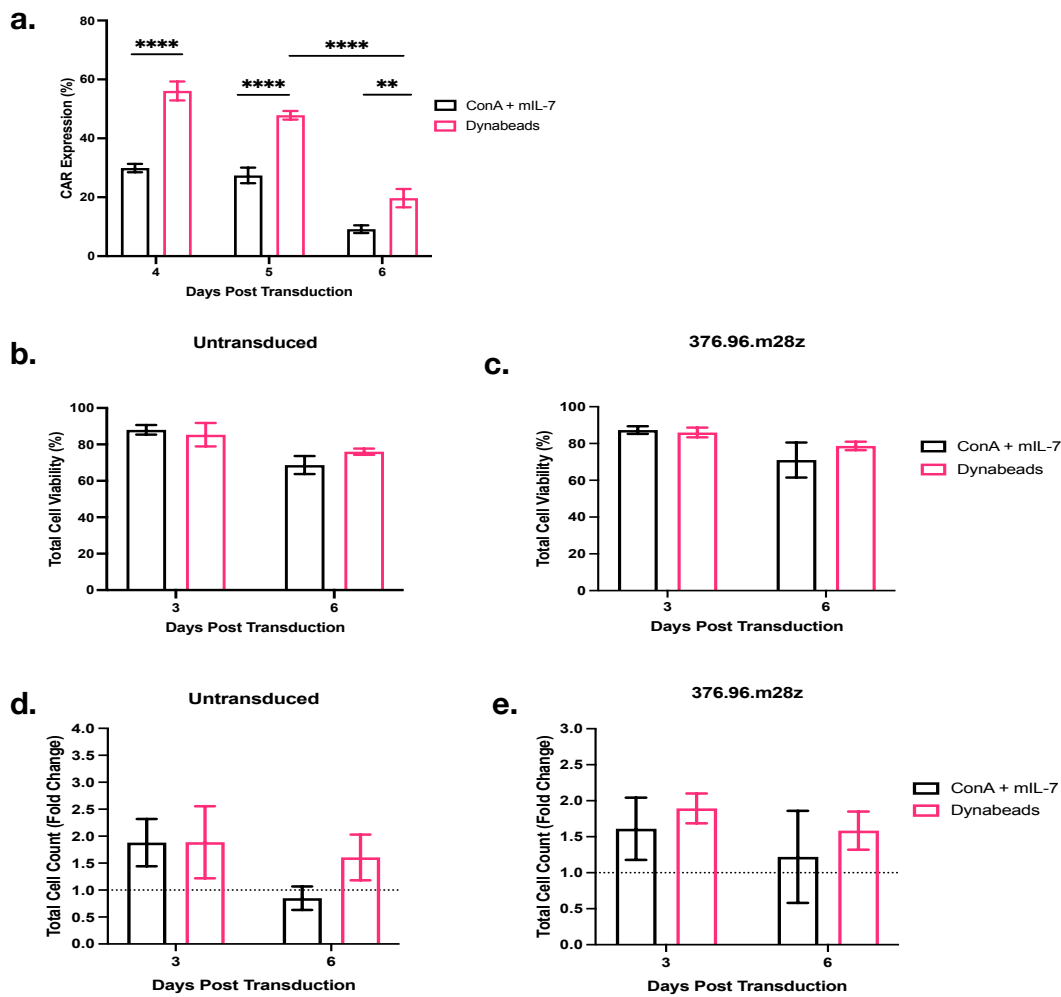 a.
80
60
40
20
0
CAR Expression (%)
****
****
****
**
4
5
6
Days Post Transduction
ConA + mIL-7
Dynabeads
b.
Untransduced
100
80
60
40
20
0
Total Cell Viability (%)
3
6
Days Post Transduction
c.
376.96.m28z
100
80
60
40
20
0
Total Cell Viability (%)
3
6
Days Post Transduction
ConA + mIL-7
Dynabeads
d.
Untransduced
4.0
3.5
3.0
2.5
2.0
1.5
1.0
0.5
0.0
Total Cell Count (Fold Change)
3
6
Days Post Transduction
e.
376.96.m28z
3.0
2.5
2.0
1.5
1.0
0.5
0.0
Total Cell Count (Fold Change)
3
6
Days Post Transduction
ConA + mIL-7
Dynabeads